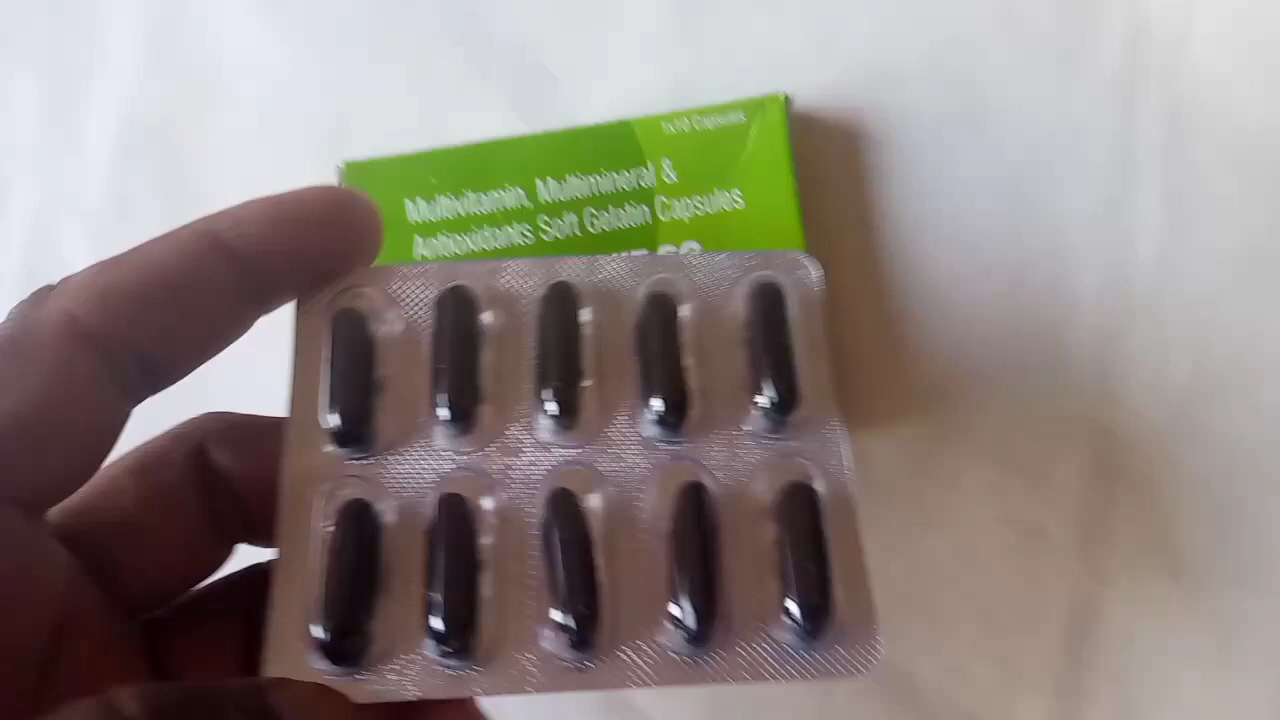 1x10 Capsules
Multivitamin, Multimineral &
Antioxidants Soft Gelatin Capsules